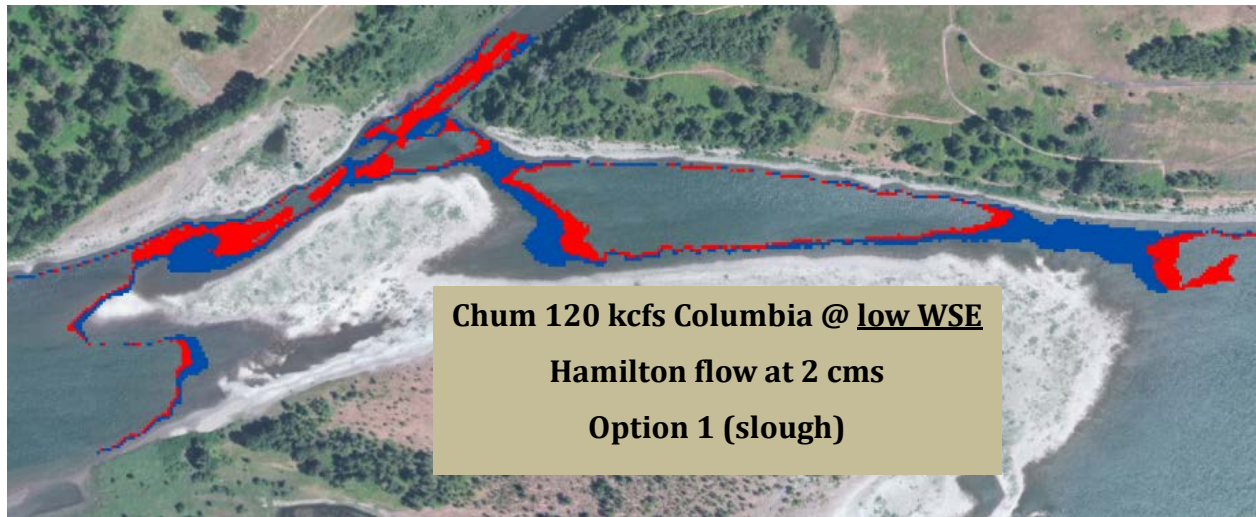 Chum 120 kcfs Columbia @ low WSE
Hamilton flow at 2 cms
Option 1 (slough)